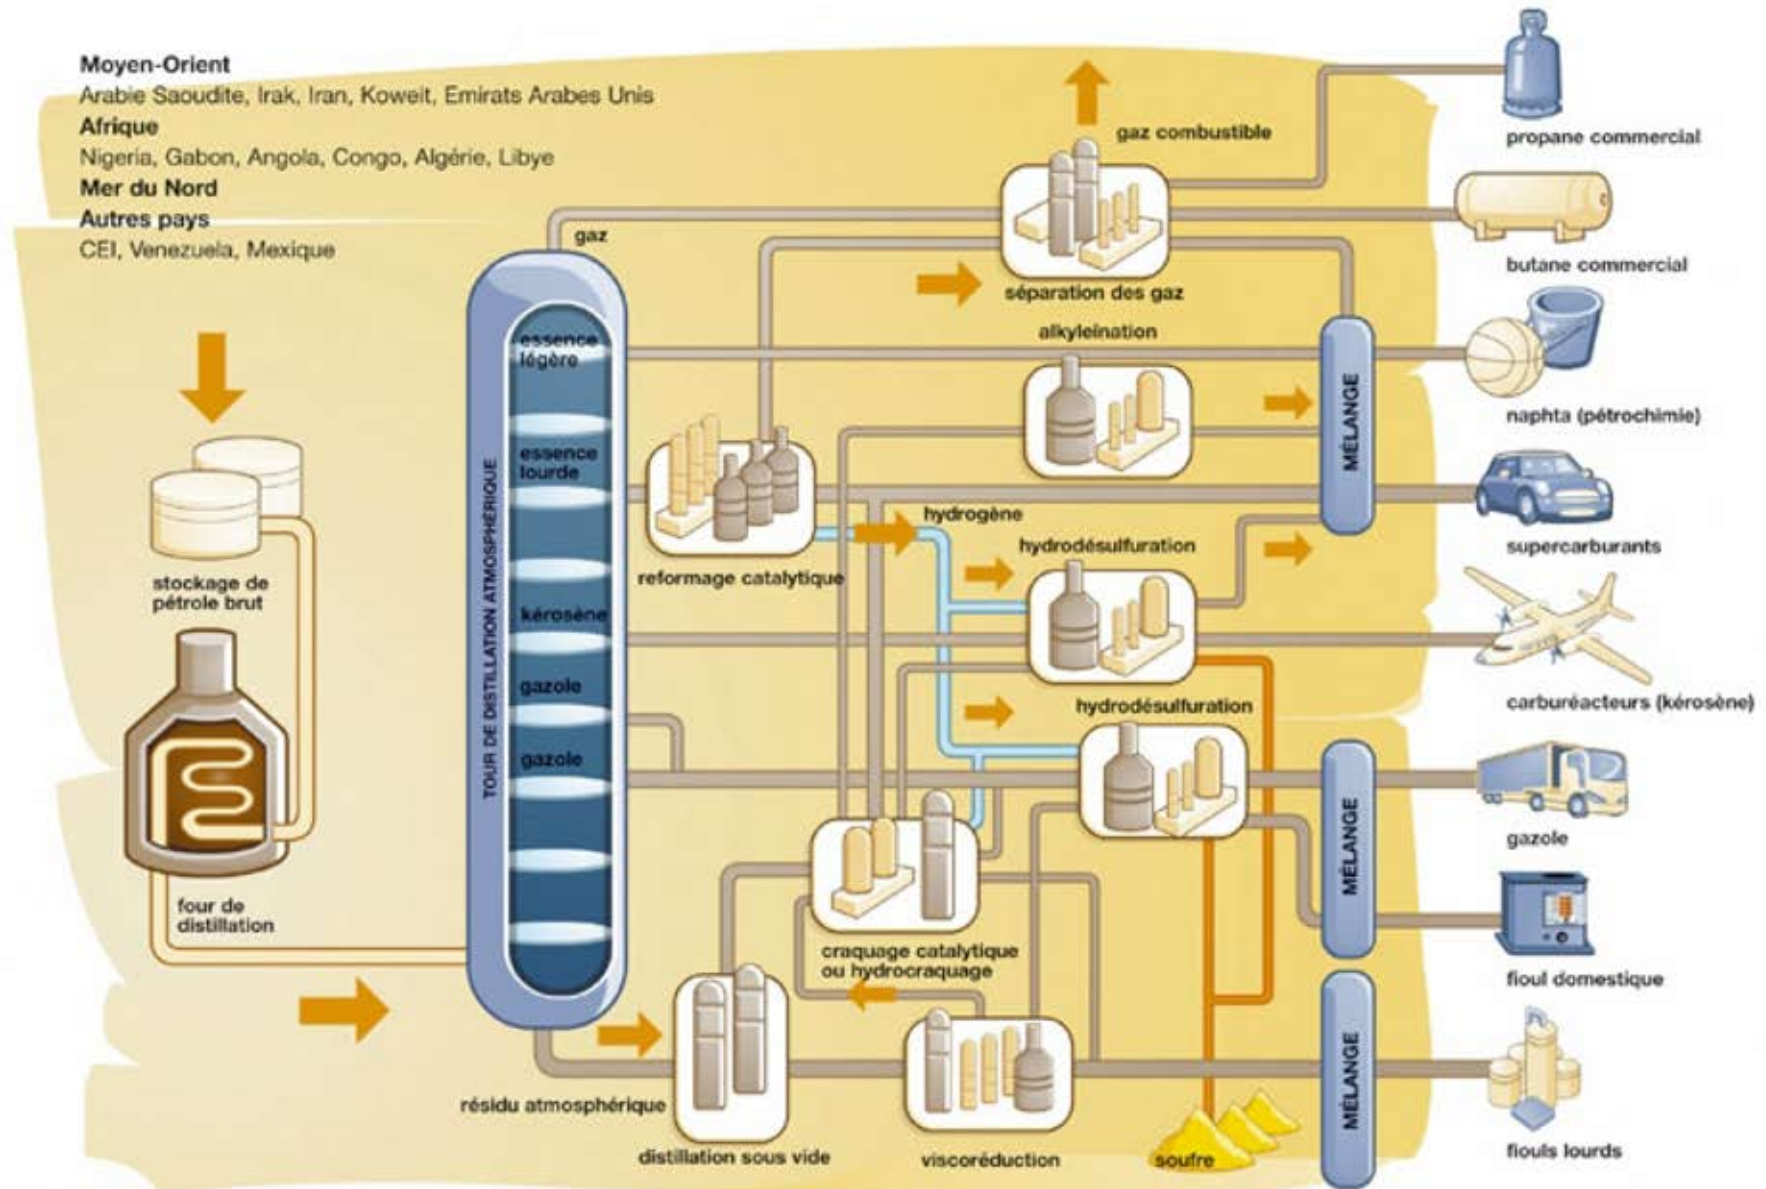 Moyen-Orient
Arabie Saoudite, Irak, Iran, Koweit, Emirats Arabes Unis
Afrique
Nigeria, Gabon, Angola, Congo, Algérie, Libye
Mer du Nord
Autres pays
CEI, Venezuela, Mexique
stockage de
pétrole brut
four de
distillation
TOUR DE DISTILLATION ATMOSPHÉRIQUE
gaz
essence
légère
essence
lourde
kérosène
gazole
gazole
résidu atmosphérique
reformage catalytique
distillation sous vide
gaz combustible
séparation des gaz
alkyleïnation
hydrogène
hydrodésulfuration
hydrodésulfuration
craquage catalytique
ou hydrocraquage
viscoréduction
soufre
MÉLANGE
MÉLANGE
MÉLANGE
propane commercial
butane commercial
naphta (pétrochimie)
supercarburants
carburéacteurs (kérosène)
gazole
fioul domestique
fiouls lourds